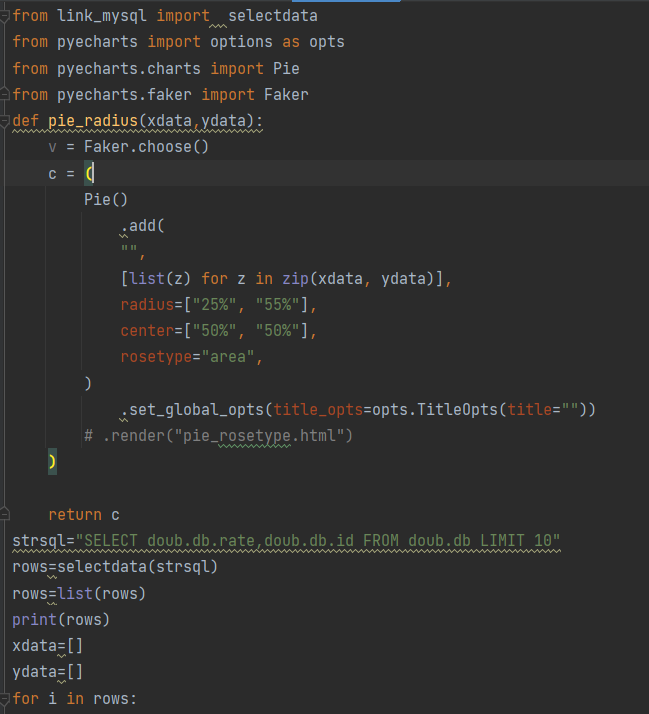 from link_mysql import  selectdata
from pyecharts import options as opts
from pyecharts.charts import Pie
from pyecharts.faker import Faker
def pie_radius(xdata,ydata):
    v = Faker.choose()
    c = (
        Pie()
            .add(
            "",
            [list(z) for z in zip(xdata, ydata)],
            radius=["25%", "55%"],
            center=["50%", "50%"],
            rosetype="area",
        )
            .set_global_opts(title_opts=opts.TitleOpts(title=""))
        # .render("pie_rosetype.html")
    )
    return c
strsql="SELECT doub.db.rate,doub.db.id FROM doub.db LIMIT 10"
rows=selectdata(strsql)
rows=list(rows)
print(rows)
xdata=[]
ydata=[]
for i in rows: